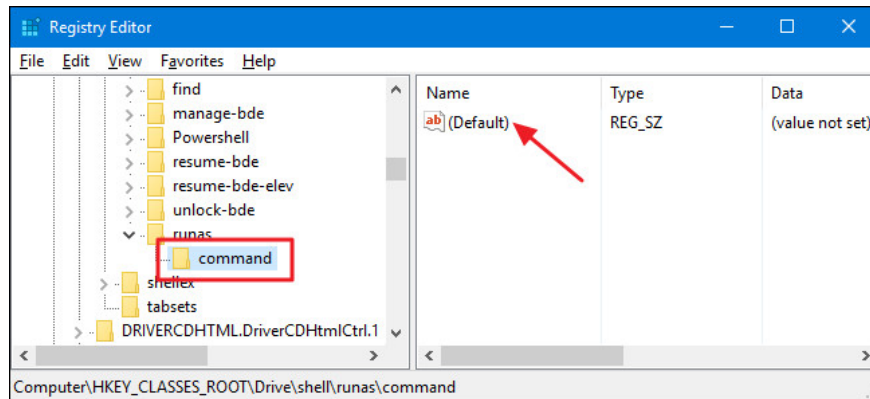 Registry Editor
File Edit View Favorites Help
find
manage-bde
Powershell
resume-bde
resume-bde-elev
unlock-bde
runas
command
shellex
tabsets
DRIVERCDHTML.DriverCDHtmlCtrl.1
Name Type Data
ab (Default) REG_SZ (value not set)
Computer\HKEY_CLASSES_ROOT\Drive\shell\runas\command